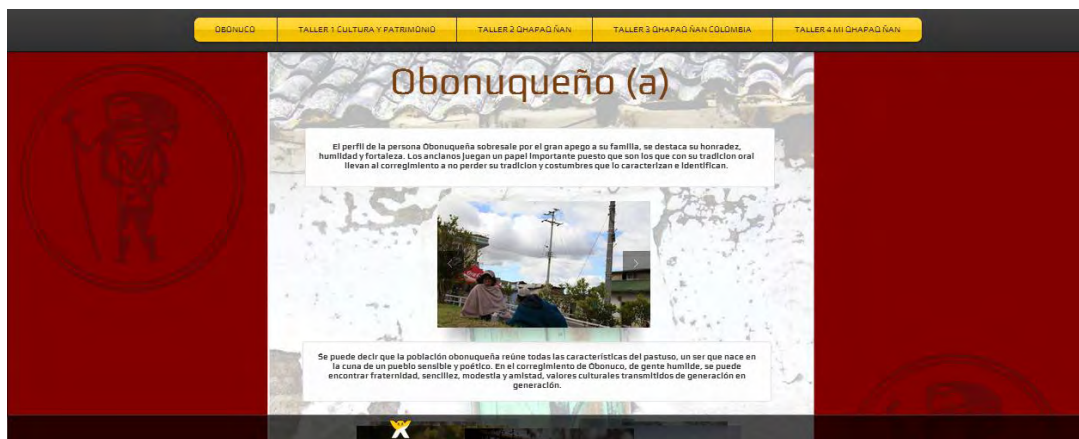 OBONUCO
TALLER 1 CULTURA Y PATRIMONIO
TALLER 2 QHAPAQ ÑAN
TALLER 3 QHAPAQ ÑAN COLOMBIA
TALLER 4 MI QHAPAQ ÑAN
Obonuqueño (a)
El perfil de la persona Obonuqueña sobresale por el gran apego a su familia, se destaca su honradez,
humildad y fortaleza. Los ancianos juegan un papel importante puesto que son los que con su tradicion oral
llevan al corregimiento a no perder su tradicion y costumbres que lo caracterizan e identifican.
Se puede decir que la población obonuqueña reúne todas las características del pastuso, un ser que nace en
la cuna de un pueblo sensible y poético. En el corregimiento de Obonuco, de gente humilde, se puede
encontrar fraternidad, sencillez, modestia y amistad, valores culturales transmitidos de generación en
generación.